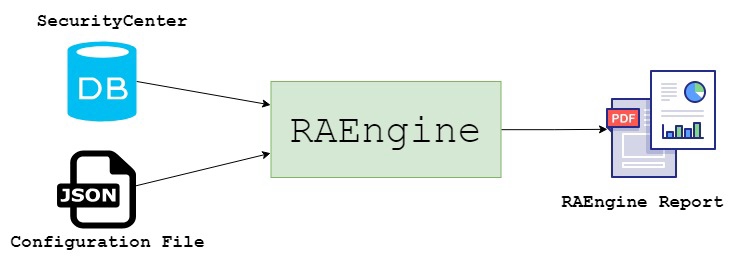 SecurityCenter
DB
RAEngine
PDF
RAEngine Report
JSON
Configuration File